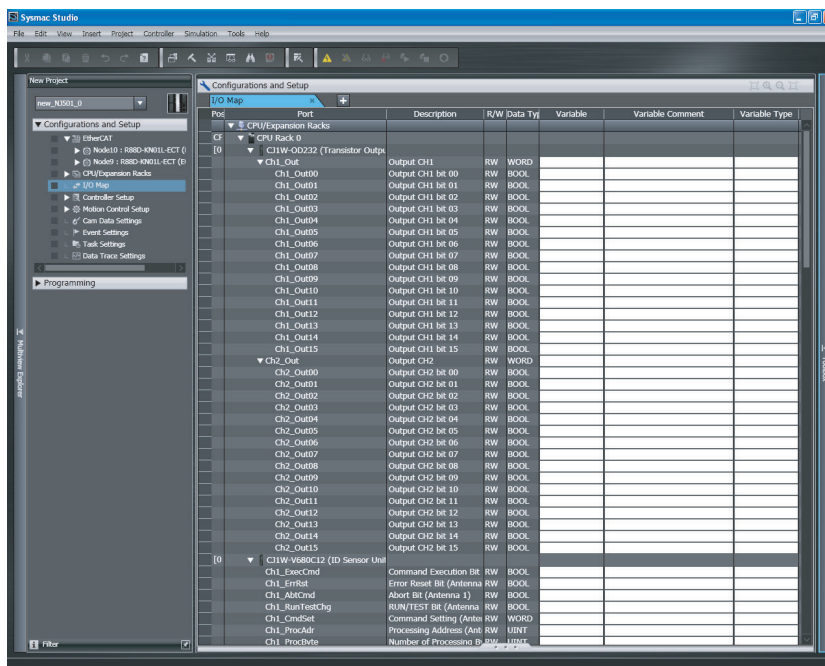 Sysmac Studio
File Edit View Insert Project Controller Simulation Tools Help
New Project
new_NJ501_0
Configurations and Setup
EtherCAT
Node10 : R88D-KN01L-ECT (
Node9 : R88D-KN01L-ECT (E
CPU/Expansion Racks
I/O Map
Controller Setup
Motion Control Setup
Cam Data Settings
Event Settings
Task Settings
Data Trace Settings
Programming
Filter
Multiview Explorer
Configurations and Setup
I/O Map
Pos Port Description R/W Data Typ Variable Variable Comment Variable Type
CPU/Expansion Racks
CPU Rack 0
[0 CJ1W-OD232 (Transistor Outpu
Ch1_Out Output CH1 RW WORD
Ch1_Out00 Output CH1 bit 00 RW BOOL
Ch1_Out01 Output CH1 bit 01 RW BOOL
Ch1_Out02 Output CH1 bit 02 RW BOOL
Ch1_Out03 Output CH1 bit 03 RW BOOL
Ch1_Out04 Output CH1 bit 04 RW BOOL
Ch1_Out05 Output CH1 bit 05 RW BOOL
Ch1_Out06 Output CH1 bit 06 RW BOOL
Ch1_Out07 Output CH1 bit 07 RW BOOL
Ch1_Out08 Output CH1 bit 08 RW BOOL
Ch1_Out09 Output CH1 bit 09 RW BOOL
Ch1_Out10 Output CH1 bit 10 RW BOOL
Ch1_Out11 Output CH1 bit 11 RW BOOL
Ch1_Out12 Output CH1 bit 12 RW BOOL
Ch1_Out13 Output CH1 bit 13 RW BOOL
Ch1_Out14 Output CH1 bit 14 RW BOOL
Ch1_Out15 Output CH1 bit 15 RW BOOL
Ch2_Out Output CH2 RW WORD
Ch2_Out00 Output CH2 bit 00 RW BOOL
Ch2_Out01 Output CH2 bit 01 RW BOOL
Ch2_Out02 Output CH2 bit 02 RW BOOL
Ch2_Out03 Output CH2 bit 03 RW BOOL
Ch2_Out04 Output CH2 bit 04 RW BOOL
Ch2_Out05 Output CH2 bit 05 RW BOOL
Ch2_Out06 Output CH2 bit 06 RW BOOL
Ch2_Out07 Output CH2 bit 07 RW BOOL
Ch2_Out08 Output CH2 bit 08 RW BOOL
Ch2_Out09 Output CH2 bit 09 RW BOOL
Ch2_Out10 Output CH2 bit 10 RW BOOL
Ch2_Out11 Output CH2 bit 11 RW BOOL
Ch2_Out12 Output CH2 bit 12 RW BOOL
Ch2_Out13 Output CH2 bit 13 RW BOOL
Ch2_Out14 Output CH2 bit 14 RW BOOL
Ch2_Out15 Output CH2 bit 15 RW BOOL
[0 CJ1W-V680C12 (ID Sensor Unit
Ch1_ExecCmd Command Execution Bit RW BOOL
Ch1_ErrRst Error Reset Bit (Antenna RW BOOL
Ch1_AbtCmd Abort Bit (Antenna 1) RW BOOL
Ch1_RunTestChg RUN/TEST Bit (Antenna RW BOOL
Ch1_CmdSet Command Setting (Anter RW WORD
Ch1_ProcAdr Processing Address (Ant RW UINT
Ch1_ProcByte Number of Processing B RW UINT